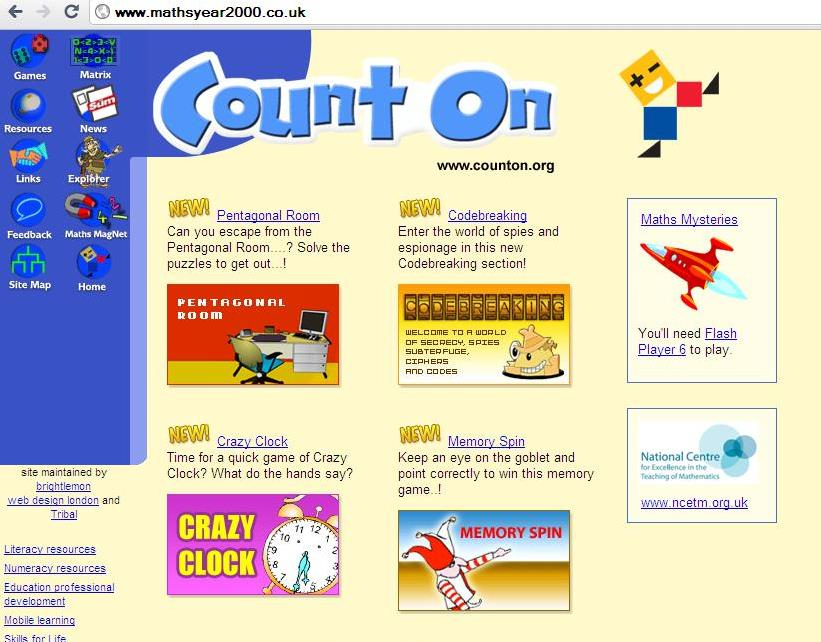 www.mathsyear2000.co.uk
Games
Matrix
Resources
Sum
News
Links
Explorer
Feedback
Maths MagNet
Site Map
Home
Count On
www.counton.org
NEW! Pentagonal Room
Can you escape from the
Pentagonal Room....? Solve the
puzzles to get out...!
PENTAGONAL
ROOM
NEW! Codebreaking
Enter the world of spies and
espionage in this new
Codebreaking section!
CODEBREAKING
WELCOME TO A WORLD
OF SECRECY, SPIES
SUBTERFUGE,
CIPHERS
AND CODES
NEW! Crazy Clock
Time for a quick game of Crazy
Clock? What do the hands say?
CRAZY
CLOCK
NEW! Memory Spin
Keep an eye on the goblet and
point correctly to win this memory
game..!
MEMORY SPIN
Maths Mysteries
You'll need Flash
Player 6 to play.
National Centre
for Excellence in the
Teaching of Mathematics
www.ncetm.org.uk
site maintained by
brightlemon
web design london and
Tribal
Literacy resources
Numeracy resources
Education professional
development
Mobile learning
Skills for Life